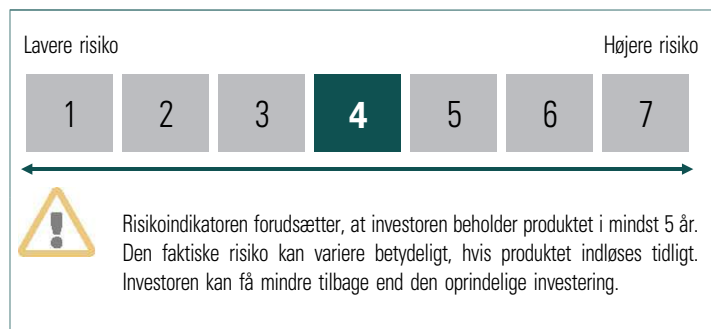 Lavere risiko Højere risiko
1 2 3 4 5 6 7
Risikoindikatoren forudsætter, at investoren beholder produktet i mindst 5 år.
Den faktiske risiko kan variere betydeligt, hvis produktet indløses tidligt.
Investoren kan få mindre tilbage end den oprindelige investering.